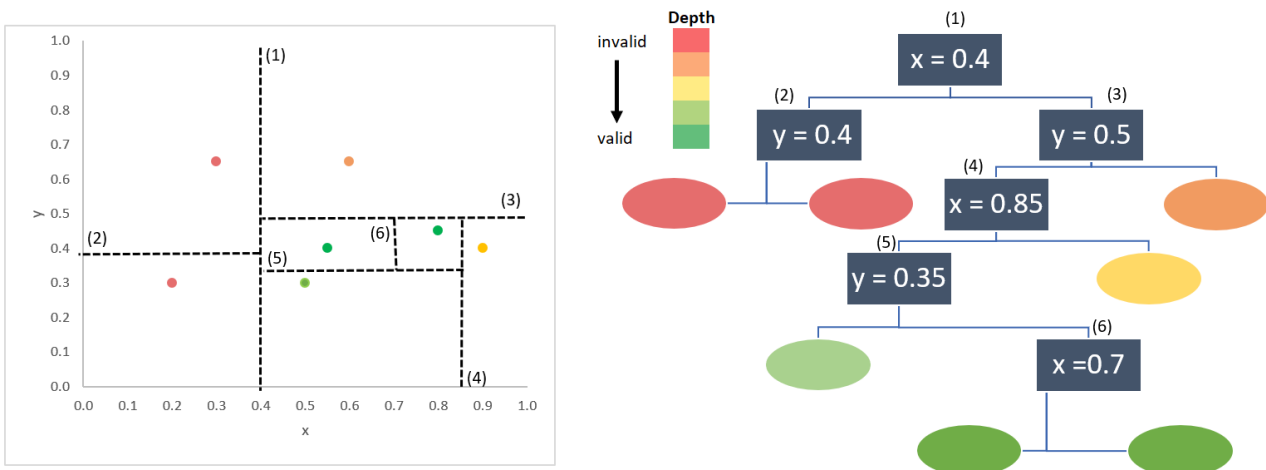 1.0
0.9
0.8
0.7
0.6
0.5
0.4
0.3
0.2
0.1
0.0
y
(1)
(2)
(3)
(4)
(5)
(6)
0.0 0.1 0.2 0.3 0.4 0.5 0.6 0.7 0.8 0.9 1.0
x
Depth
invalid
valid
(1)
x = 0.4
(2)
y = 0.4
(3)
y = 0.5
(4)
x = 0.85
(5)
y = 0.35
(6)
x =0.7